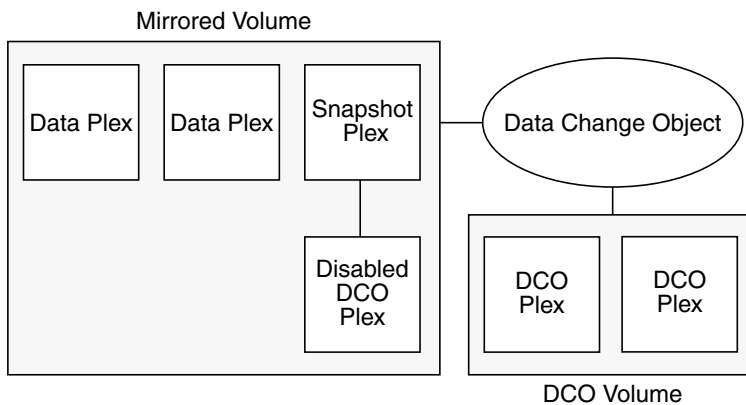 Mirrored Volume
Data Plex
Data Plex
Snapshot
Plex
Data Change Object
Disabled
DCO
Plex
DCO
Plex
DCO
Plex
DCO Volume